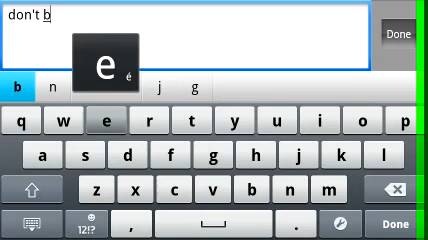 don't b
Done
e é
b n j g
q w e r t y u i o p
a s d f g h j k l
z x c v b n m
12!? , . Done